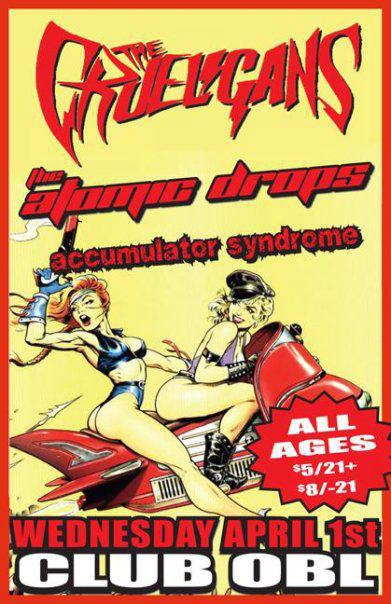 THE
CRUELIGANS
the
atomic drops
accumulator syndrome
ALL
AGES
$5/21+
$8/-21
WEDNESDAY APRIL 1st
CLUB OBL